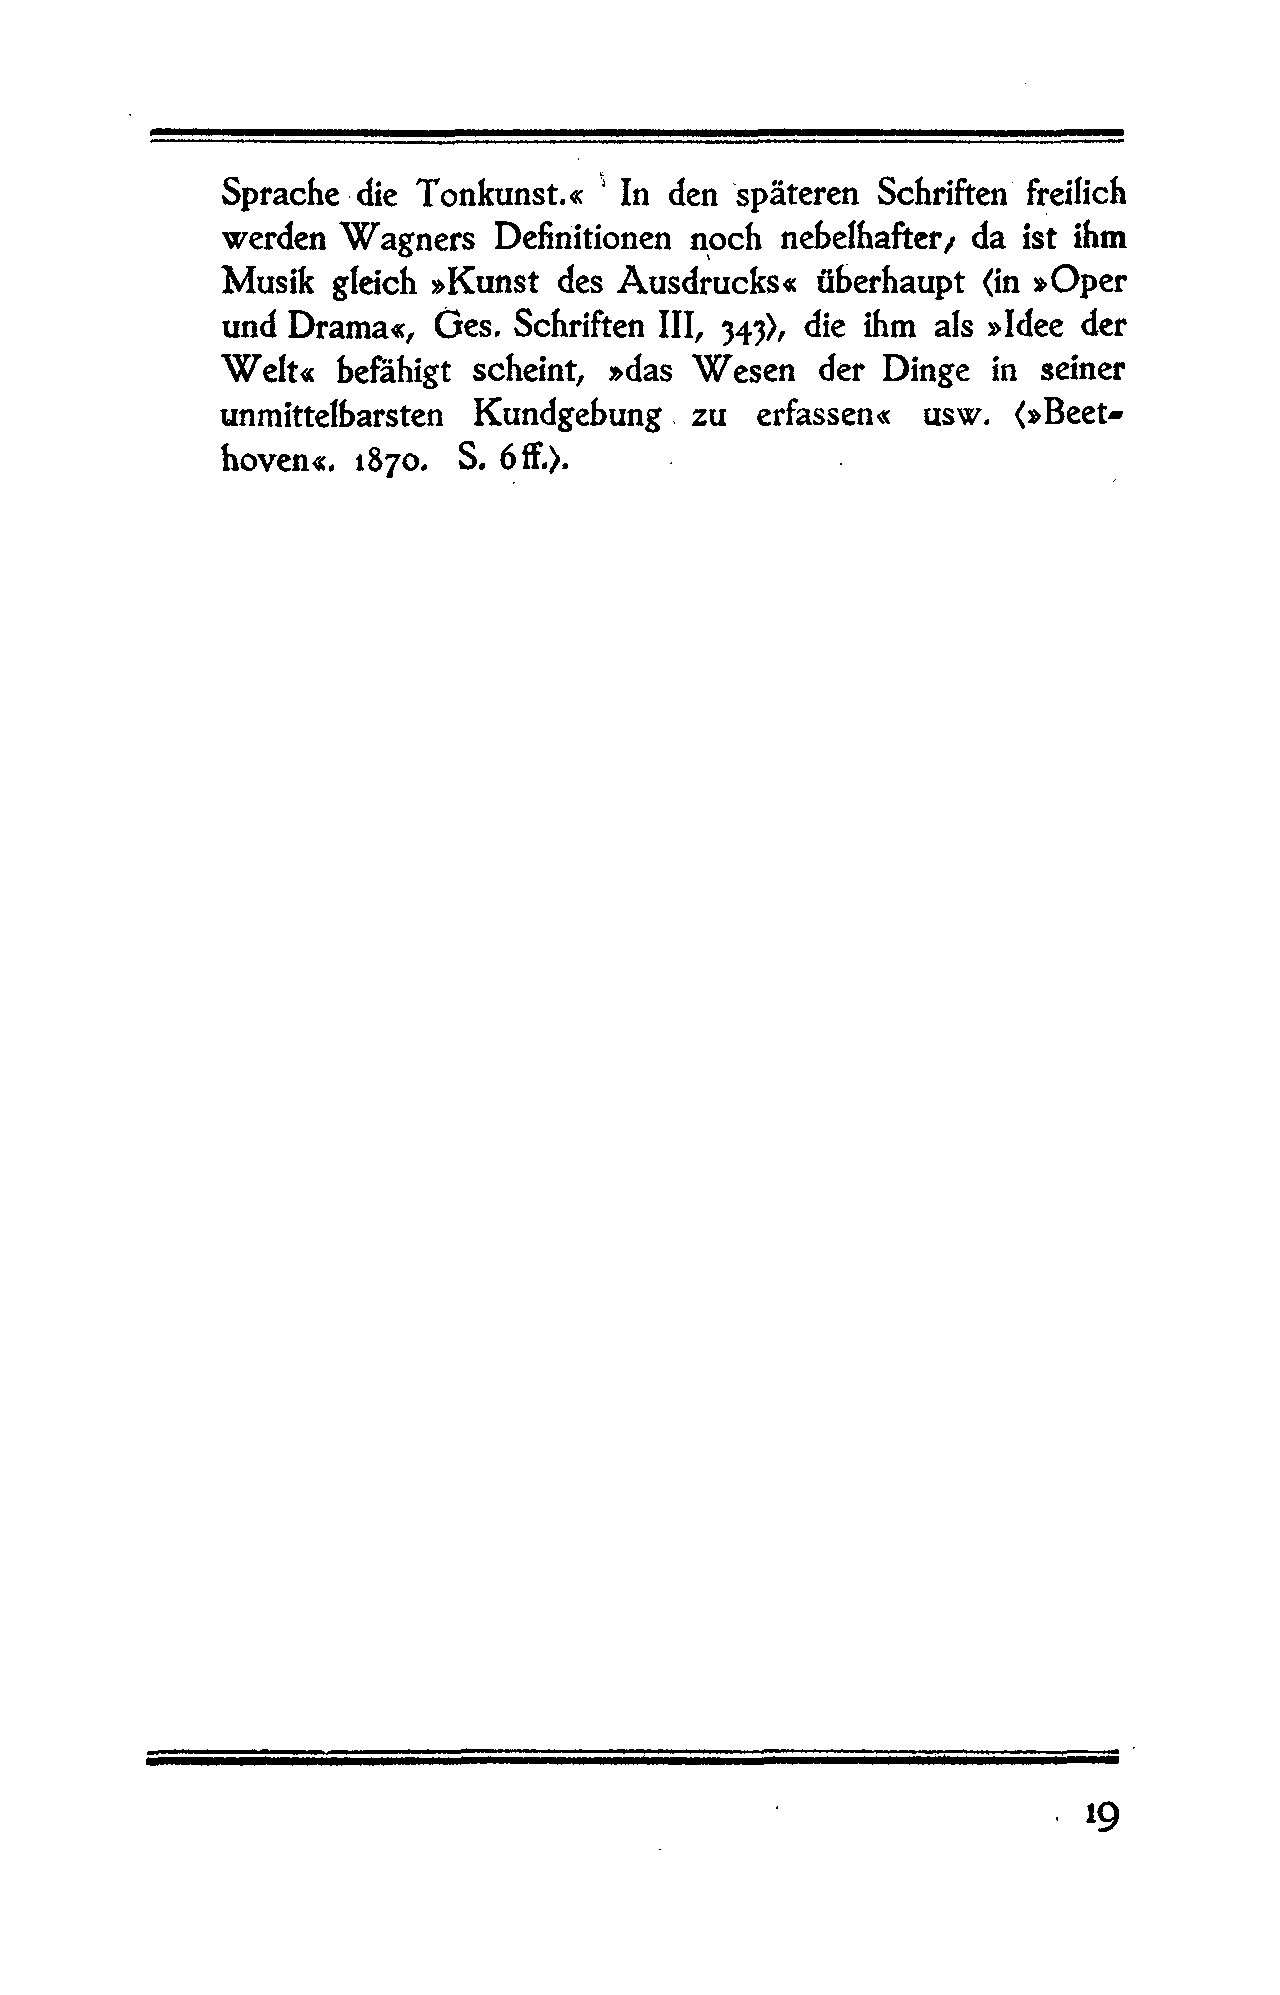 Sprache die Tonkunst.« In den späteren Schriften freilich
werden Wagners Definitionen noch nebelhafter, da ist ihm
Musik gleich »Kunst des Ausdrucks« überhaupt (in »Oper
und Drama«, Ges. Schriften III, 343), die ihm als »Idee der
Welt« befähigt scheint, »das Wesen der Dinge in seiner
unmittelbarsten Kundgebung zu erfassen« usw. (»Beet-
hoven«. 1870. S. 6ff.).
19